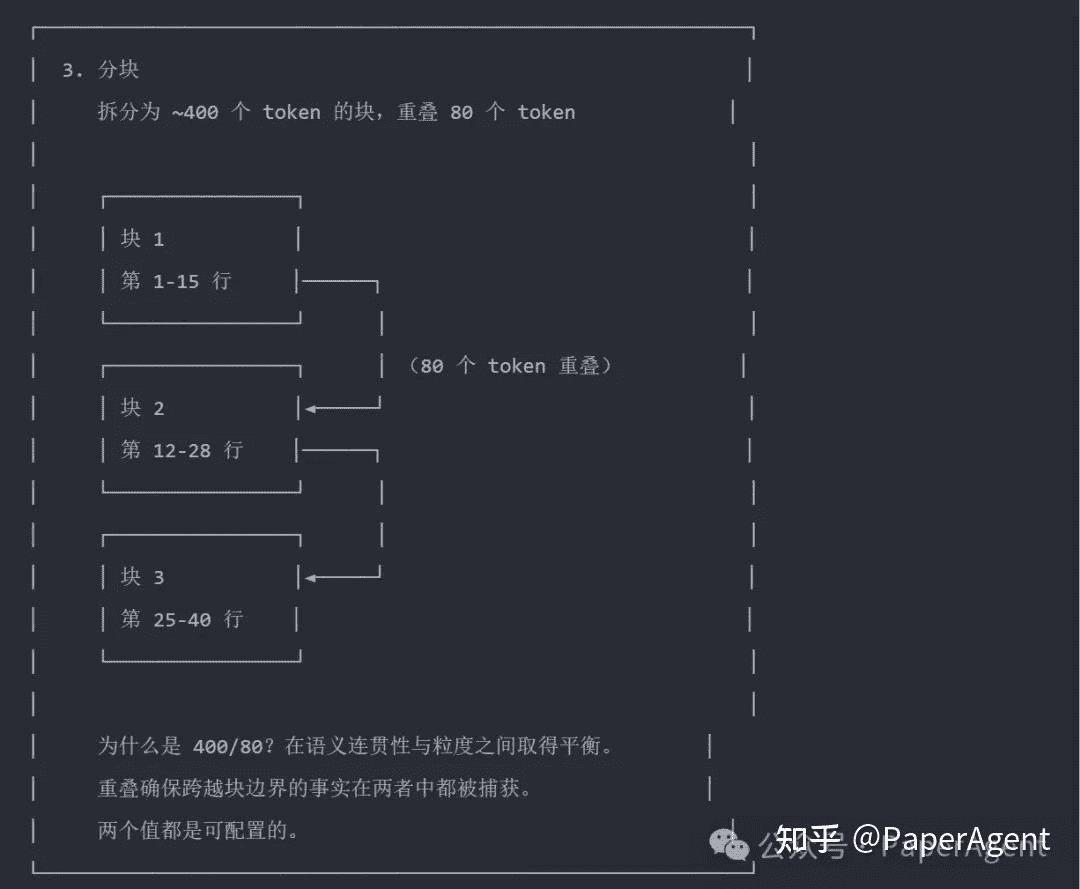 3. 分块
拆分为 ~400 个 token 的块，重叠 80 个 token
块 1
第 1-15 行
（80 个 token 重叠）
块 2
第 12-28 行
块 3
第 25-40 行
为什么是 400/80？在语义连贯性与粒度之间取得平衡。
重叠确保跨越块边界的事实在两者中都被捕获。
两个值都是可配置的。
公众号 PaperAgent
知乎 @PaperAgent